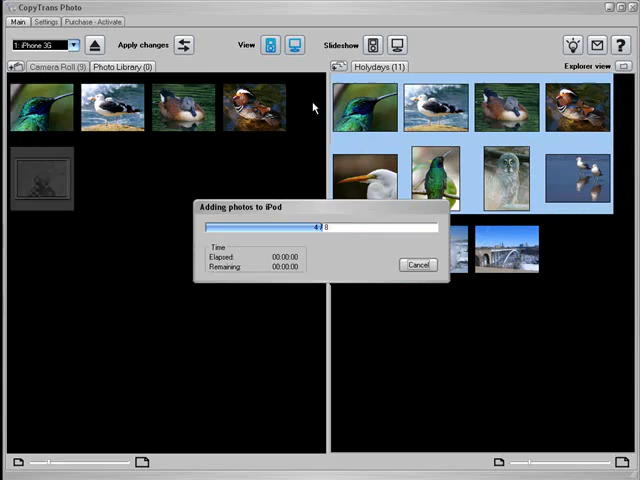 CopyTrans Photo
Main Settings Purchase - Activate
1: iPhone 3G Apply changes View Slideshow
Camera Roll (9) Photo Library (0) Holydays (11) Explorer view
Adding photos to iPod
4 / 8
Time
Elapsed: 00:00:00
Remaining: 00:00:00
Cancel